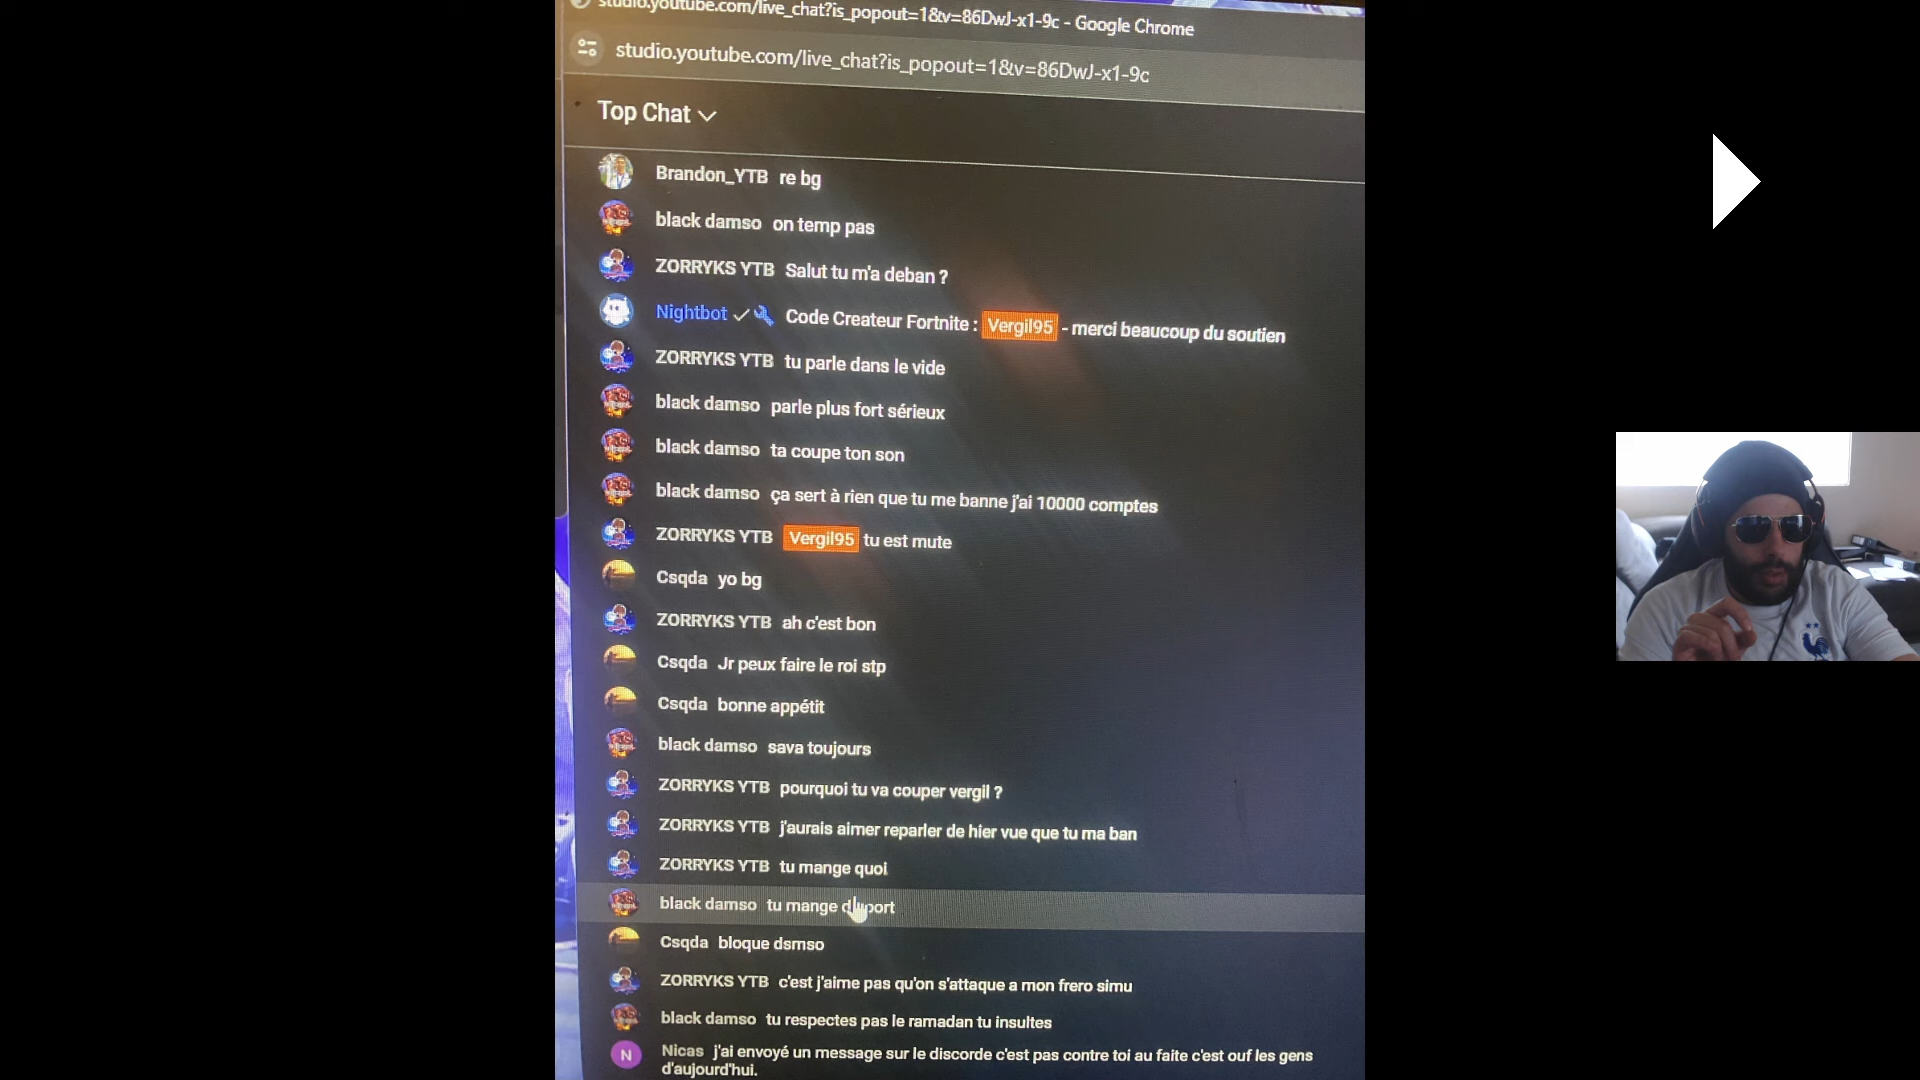 studio.youtube.com/live_chat?is_popout=1&v=86DwJ-x1-9c - Google Chrome
studio.youtube.com/live_chat?is_popout=1&v=86DwJ-x1-9c
Top Chat
Brandon_YTB re bg
black damso on temp pas
ZORRYKS YTB Salut tu m'a deban ?
Nightbot Code Createur Fortnite : Vergil95 - merci beaucoup du soutien
ZORRYKS YTB tu parle dans le vide
black damso parle plus fort sérieux
black damso ta coupe ton son
black damso ça sert à rien que tu me banne j'ai 10000 comptes
ZORRYKS YTB Vergil95 tu est mute
Csqda yo bg
ZORRYKS YTB ah c'est bon
Csqda Jr peux faire le roi stp
Csqda bonne appétit
black damso sava toujours
ZORRYKS YTB pourquoi tu va couper vergil ?
ZORRYKS YTB j'aurais aimer reparler de hier vue que tu ma ban
ZORRYKS YTB tu mange quoi
black damso tu mange
Csqda bloque dsmso
ZORRYKS YTB c'est j'aime pas qu'on s'attaque a mon frero simu
black damso tu respectes pas le ramadan tu insultes
N Nicas j'ai envoyé un message sur le discorde c'est pas contre toi au faite c'est ouf les gens
d'aujourd'hui.